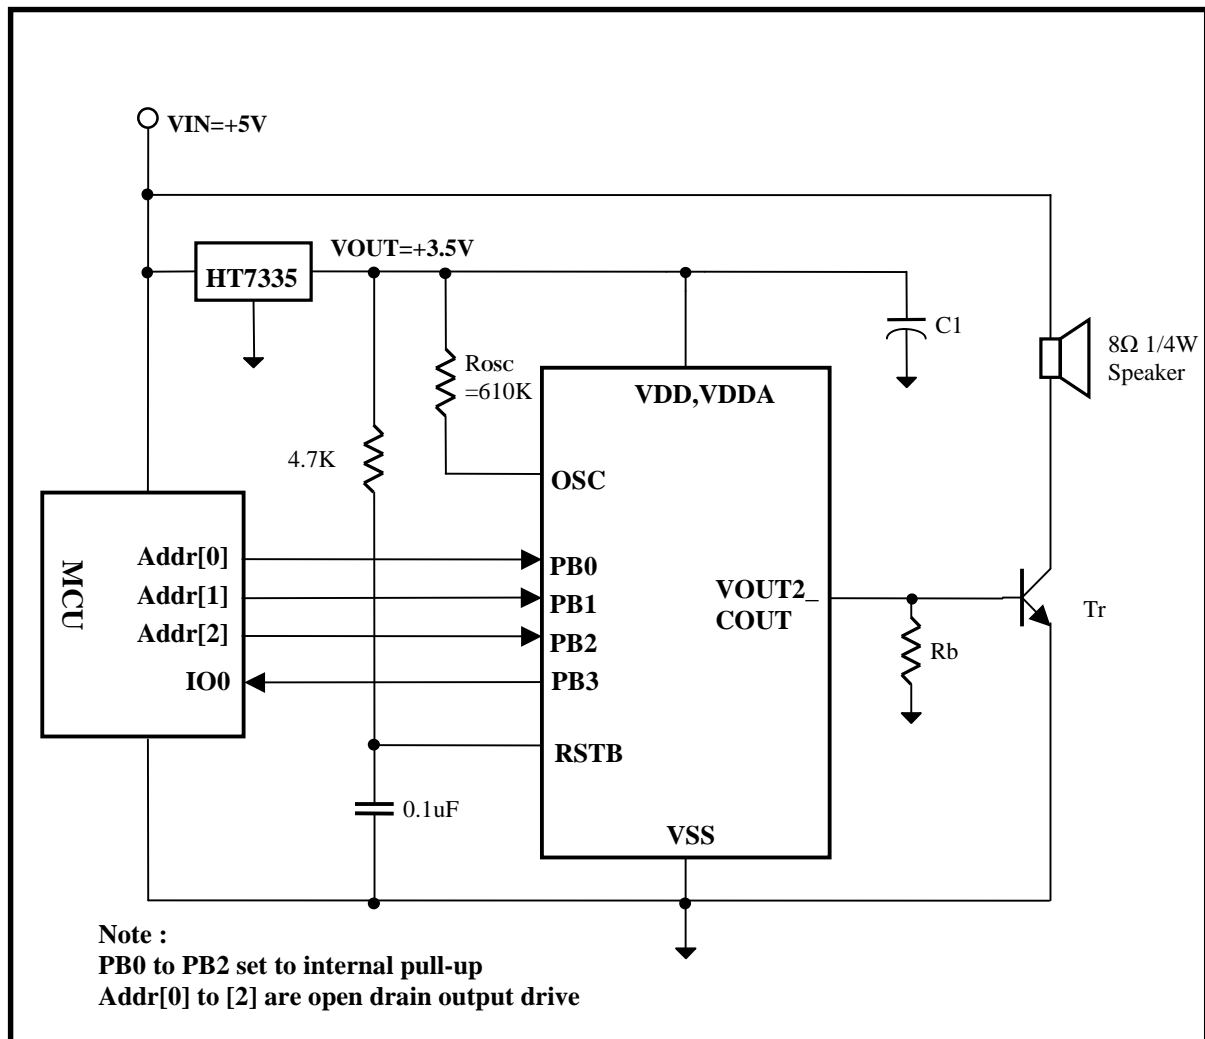 VIN=+5V
VOUT=+3.5V
HT7335
C1
8Ω 1/4W
Speaker
Rosc
=610K
VDD,VDDA
4.7K
OSC
MCU
Addr[0]
Addr[1]
Addr[2]
IO0
PB0
PB1
PB2
PB3
RSTB
VOUT2_
COUT
Tr
Rb
0.1uF
VSS
Note :
PB0 to PB2 set to internal pull-up
Addr[0] to [2] are open drain output drive